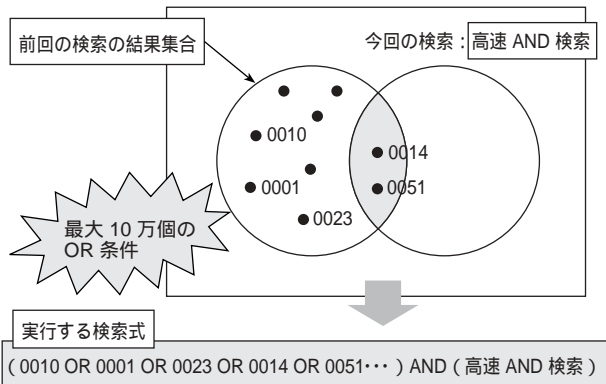 前回の検索の結果集合
今回の検索：高速 AND 検索
0010
0014
0001
0051
0023
最大 10 万個の
OR 条件
実行する検索式
( 0010 OR 0001 OR 0023 OR 0014 OR 0051･･･ ) AND ( 高速 AND 検索 )